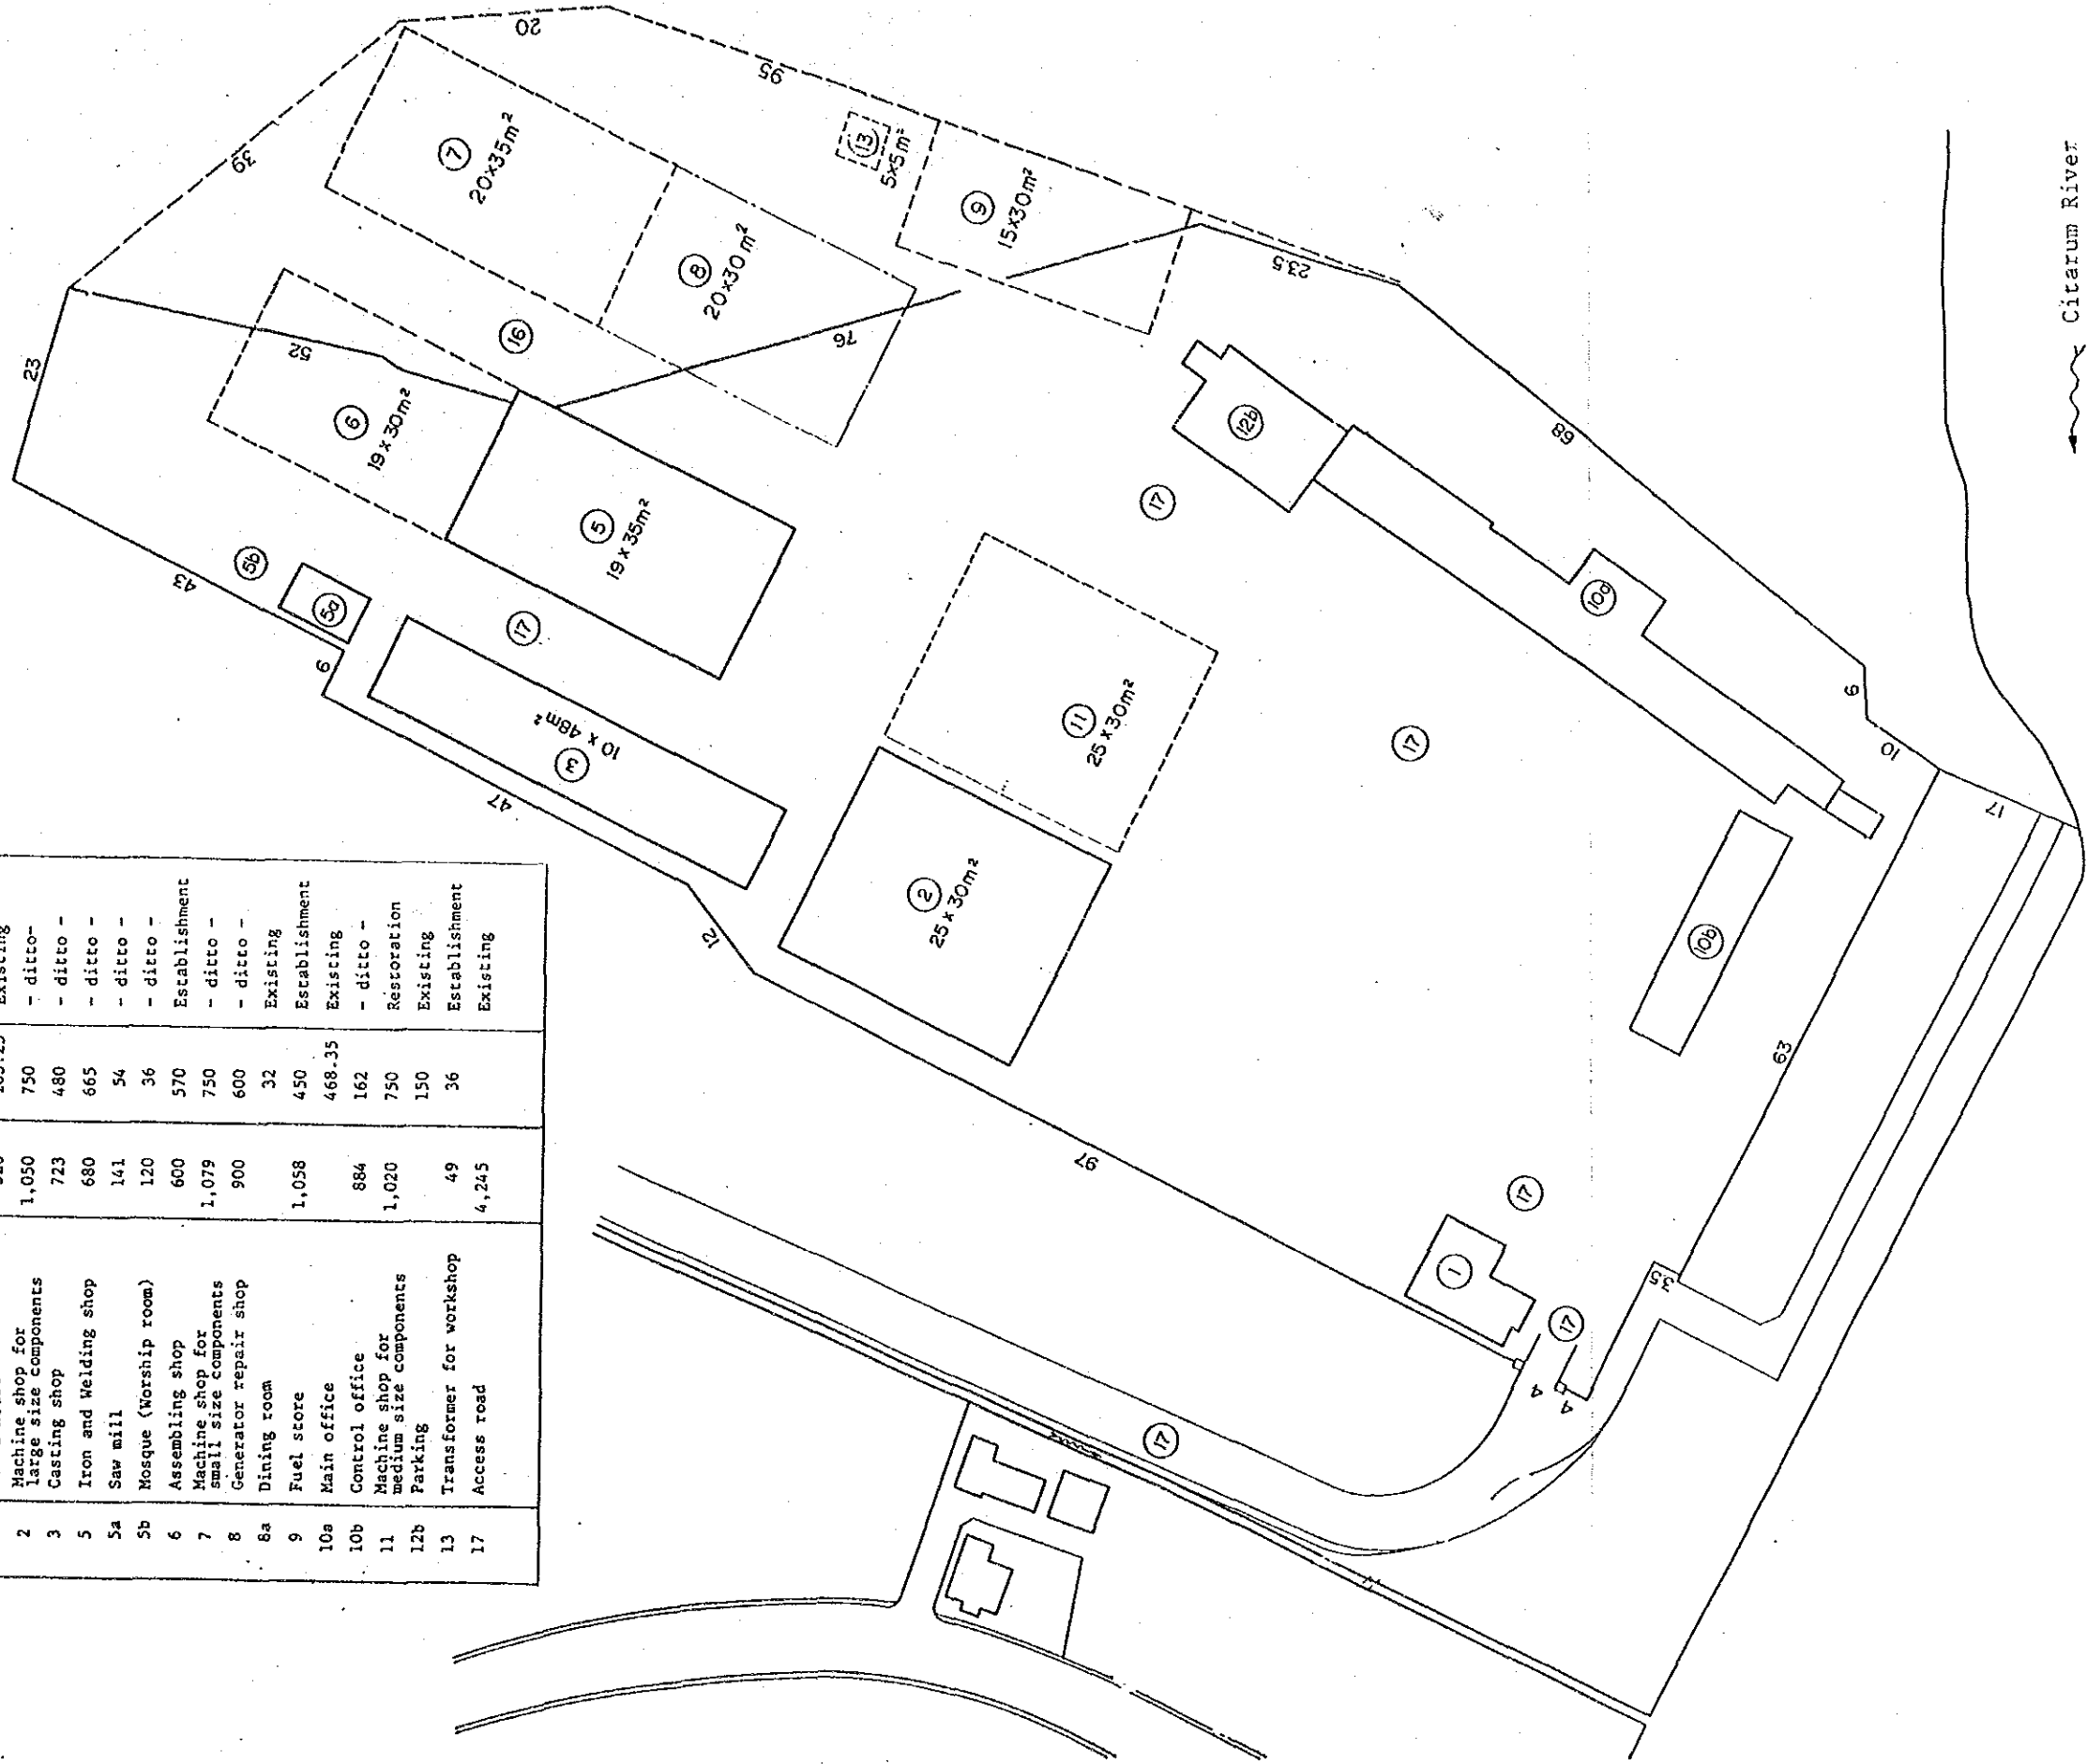 2 Machine shop for large size components 1,050 750 - ditto-
3 Casting shop 723 480 - ditto -
5 Iron and Welding shop 680 665 - ditto -
5a Saw mill 141 54 - ditto -
5b Mosque (Worship room) 120 36 - ditto -
6 Assembling shop 600 570 Establishment
7 Machine shop for small size components 1,079 750 - ditto -
8 Generator repair shop 900 600 - ditto -
8a Dining room 32 Existing
9 Fuel store 1,058 450 Establishment
10a Main office 468.35 Existing
10b Control office 884 162 - ditto -
11 Machine shop for medium size components 1,020 750 Restoration
12b Parking 150 Existing
13 Transformer for workshop 49 36 Establishment
17 Access road 4,245 Existing
20
95
39
23
52
43
6
47
12
97
76
23.5
68
6
10
17
63
3.5
4
4
7
20x35m²
8
20x30m²
13
5x5m²
9
15x30m²
16
6
19x30m²
5
19x35m²
5b
5a
17
3
10 x 48m²
11
25x30m²
2
25x30m²
12b
17
10a
17
10b
1
17
17
17
Citarum River